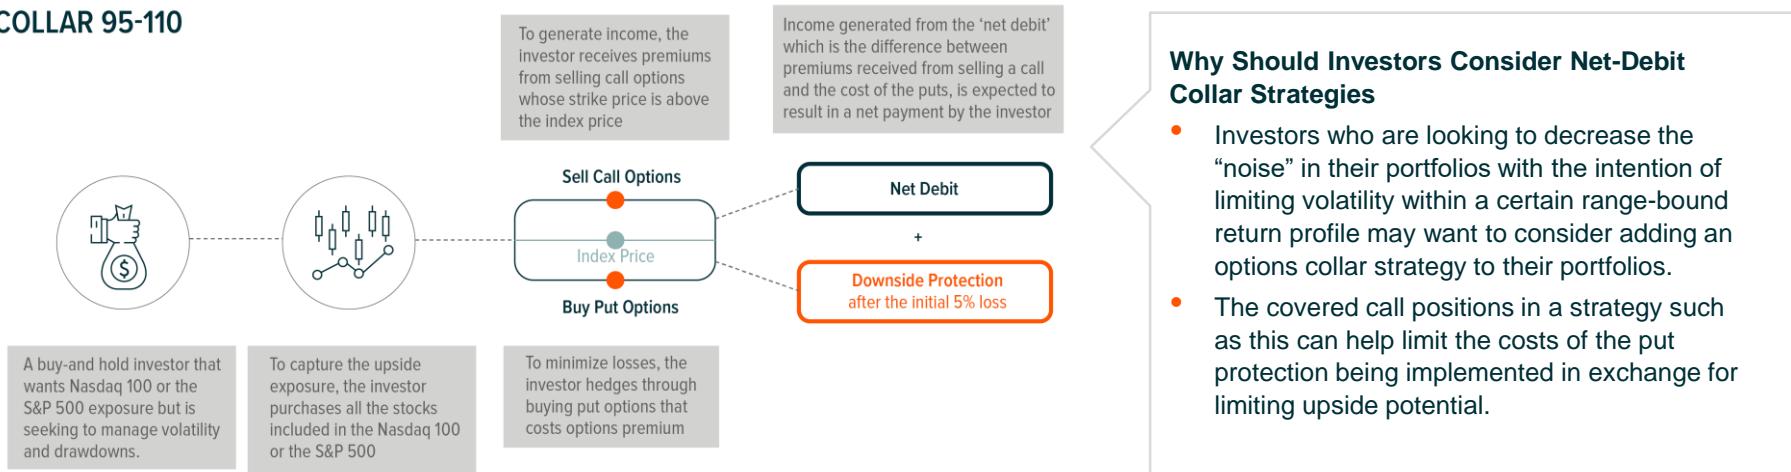 COLLAR 95-110
To generate income, the
investor receives premiums
from selling call options
whose strike price is above
the index price
Income generated from the ‘net debit’
which is the difference between
premiums received from selling a call
and the cost of the puts, is expected to
result in a net payment by the investor
Sell Call Options
Index Price
Buy Put Options
Net Debit
+
Downside Protection
after the initial 5% loss
$
A buy-and hold investor that
wants Nasdaq 100 or the
S&P 500 exposure but is
seeking to manage volatility
and drawdowns.
To capture the upside
exposure, the investor
purchases all the stocks
included in the Nasdaq 100
or the S&P 500
To minimize losses, the
investor hedges through
buying put options that
costs options premium
Why Should Investors Consider Net-Debit
Collar Strategies
• Investors who are looking to decrease the
“noise” in their portfolios with the intention of
limiting volatility within a certain range-bound
return profile may want to consider adding an
options collar strategy to their portfolios.
• The covered call positions in a strategy such
as this can help limit the costs of the put
protection being implemented in exchange for
limiting upside potential.